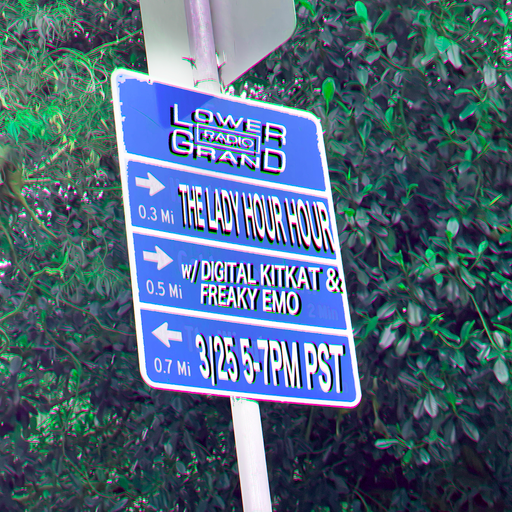 LOWER
RADIO
GRAND
THE LADY HOUR HOUR
0.3 Mi
w/ DIGITAL KITKAT &
0.5 Mi
FREAKY EMO
3/25 5-7PM PST
0.7 Mi